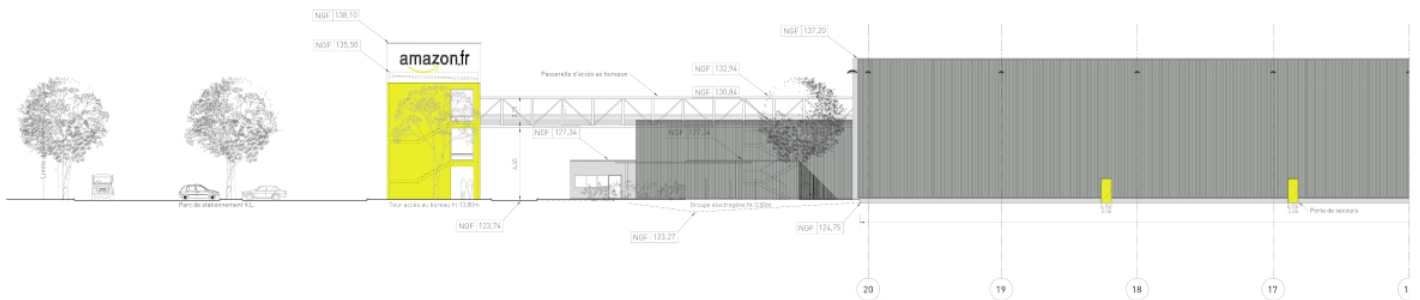 NGF 138,10
NGF 137,20
NGF 135,50
amazon.fr
Passerelle d'accès au bureaux
NGF 132,94
NGF 130,84
NGF 127,34
NGF 127,34
4,45
Parc de stationnement V.L.
Tour accès au bureau ht:13,80m
Groupe électrogène ht:3,50m
Porte de secours
NGF 123,74
NGF 123,27
NGF 124,75
20
19
18
17